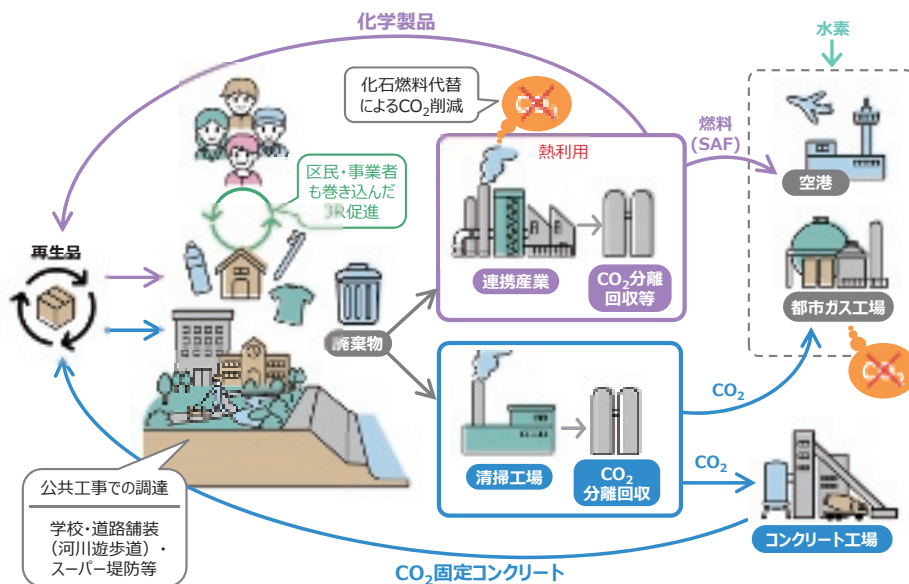 化学製品
水素
化石燃料代替
によるCO₂削減
CO₂
燃料
(SAF)
熱利用
空港
区民・事業者
も巻き込んだ
3R促進
再生品
連携産業
CO₂分離
回収等
都市ガス工場
廃棄物
CO₂
CO₂
清掃工場
CO₂
分離回収
CO₂
コンクリート工場
公共工事での調達
学校・道路舗装
（河川遊歩道）・
スーパー堤防等
CO₂固定コンクリート